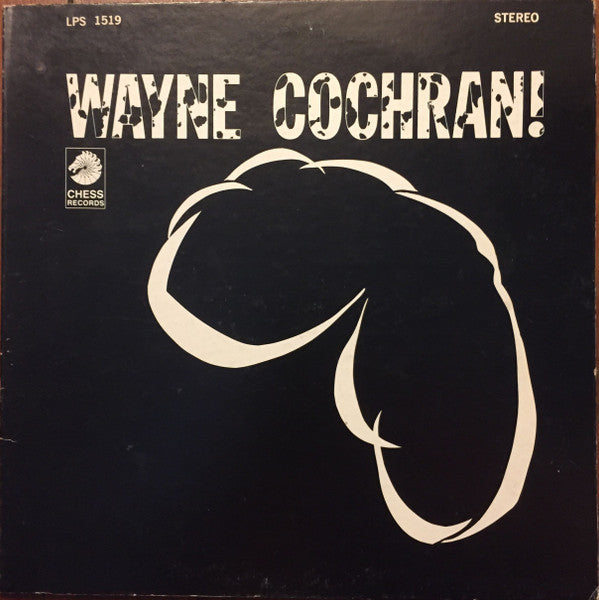 LPS 1519
STEREO
WAYNE COCHRAN!
CHESS
RECORDS